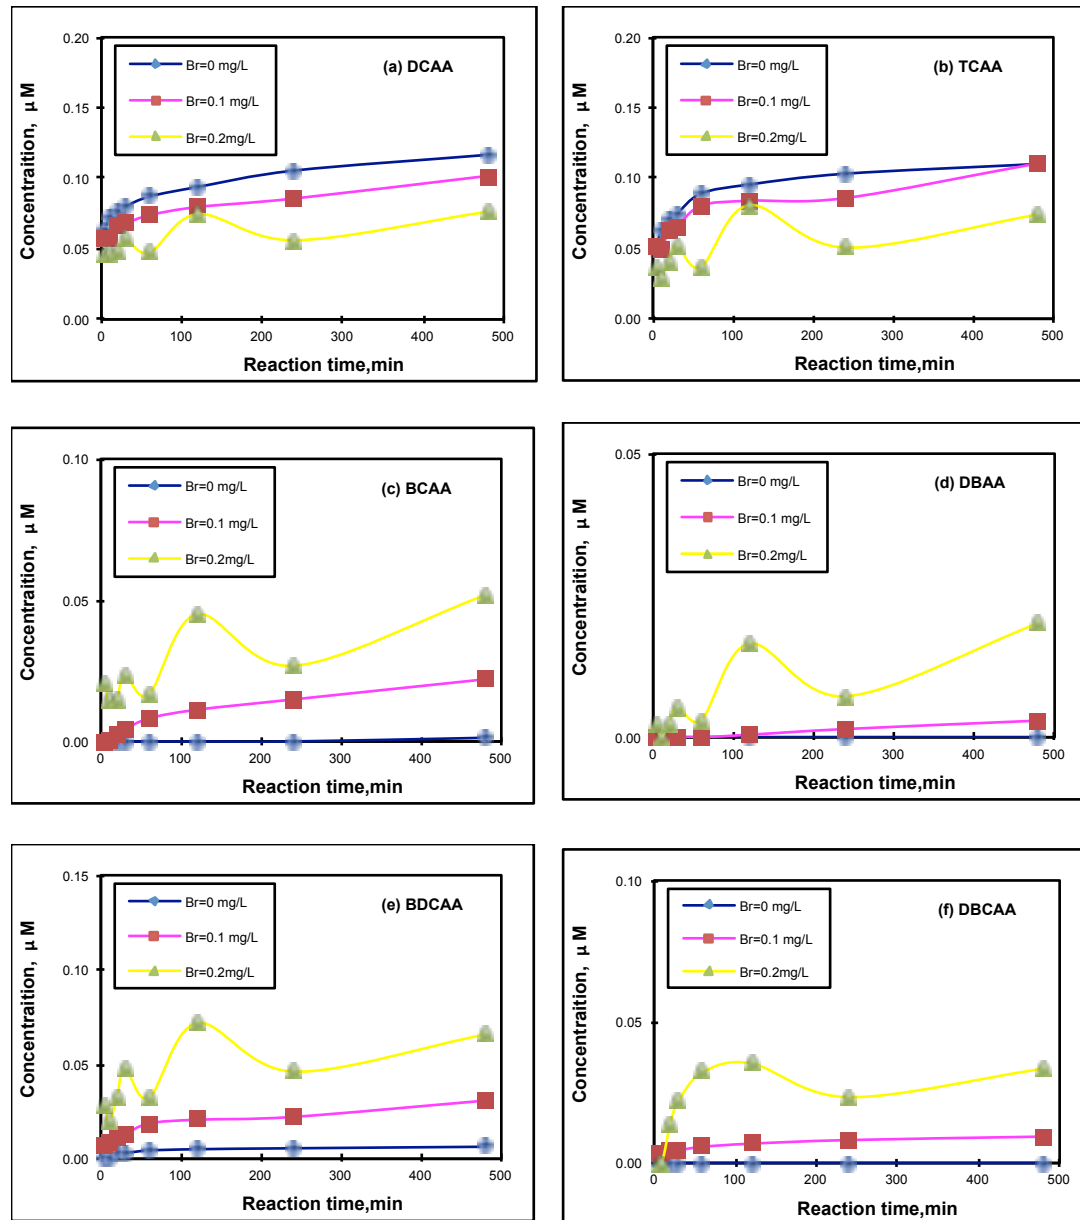 0.20
0.15
0.10
0.05
0.00
Concentraition, μ M
Br=0 mg/L
Br=0.1 mg/L
Br=0.2mg/L
(a) DCAA
0 100 200 300 400 500
Reaction time,min
0.20
0.15
0.10
0.05
0.00
Concentraition, μ M
Br=0 mg/L
Br=0.1 mg/L
Br=0.2mg/L
(b) TCAA
0 100 200 300 400 500
Reaction time,min
0.10
0.05
0.00
Concentraition, μ M
Br=0 mg/L
Br=0.1 mg/L
Br=0.2mg/L
(c) BCAA
0 100 200 300 400 500
Reaction time,min
0.05
0.00
Concentraition, μ M
Br=0 mg/L
Br=0.1 mg/L
Br=0.2mg/L
(d) DBAA
0 100 200 300 400 500
Reaction time,min
0.15
0.10
0.05
0.00
Concentraition, μ M
Br=0 mg/L
Br=0.1 mg/L
Br=0.2mg/L
(e) BDCAA
0 100 200 300 400 500
Reaction time,min
0.10
0.05
0.00
Concentraition, μ M
Br=0 mg/L
Br=0.1 mg/L
Br=0.2mg/L
(f) DBCAA
0 100 200 300 400 500
Reaction time,min